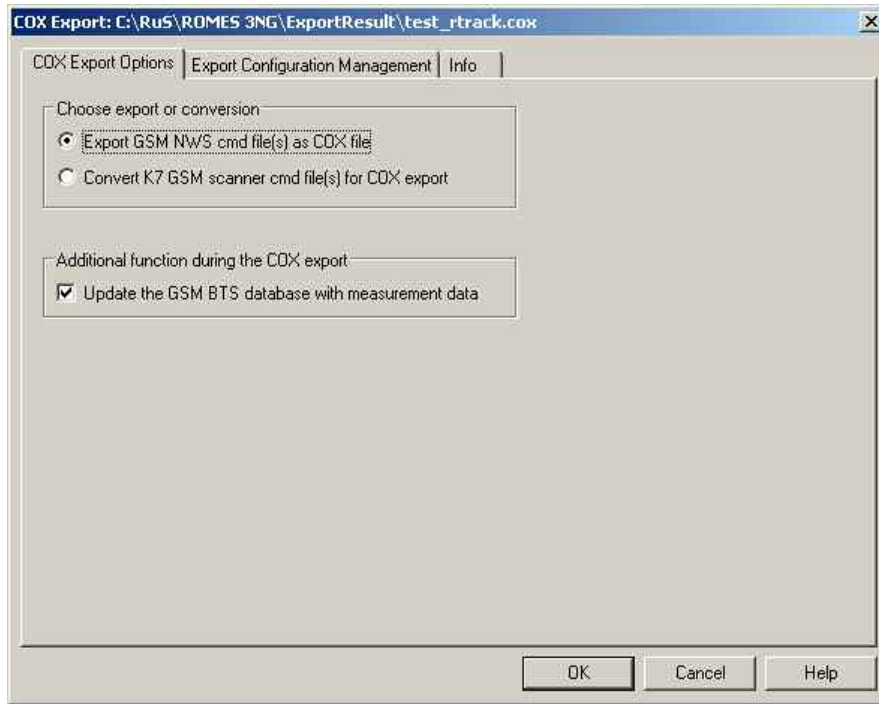 COX Export: C:\RuS\ROMES 3NG\ExportResult\test_rtrack.cox
COX Export Options
Export Configuration Management
Info
Choose export or conversion
Export GSM NWS cmd file(s) as COX file
Convert K7 GSM scanner cmd file(s) for COX export
Additional function during the COX export
Update the GSM BTS database with measurement data
OK
Cancel
Help